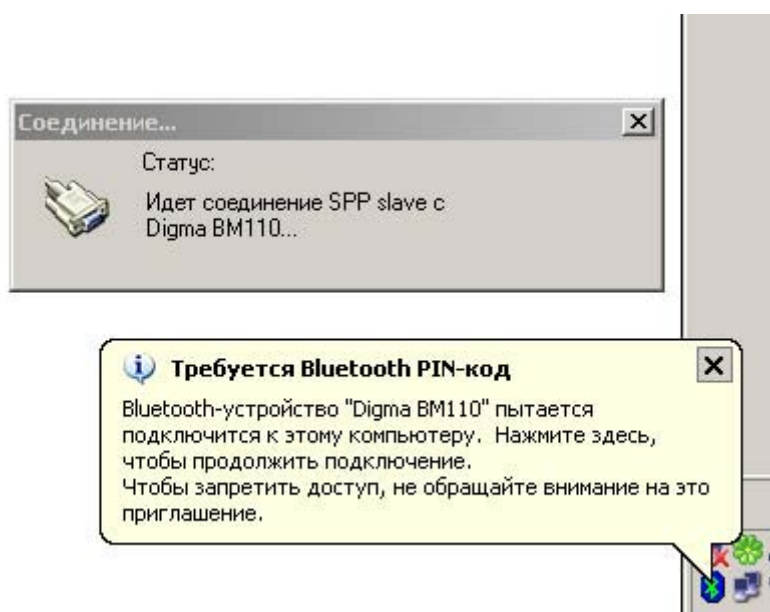 Соединение...
Статус:
Идет соединение SPP slave с
Digma BM110...
Требуется Bluetooth PIN-код
Bluetooth-устройство "Digma BM110" пытается
подключится к этому компьютеру. Нажмите здесь,
чтобы продолжить подключение.
Чтобы запретить доступ, не обращайте внимание на это
приглашение.